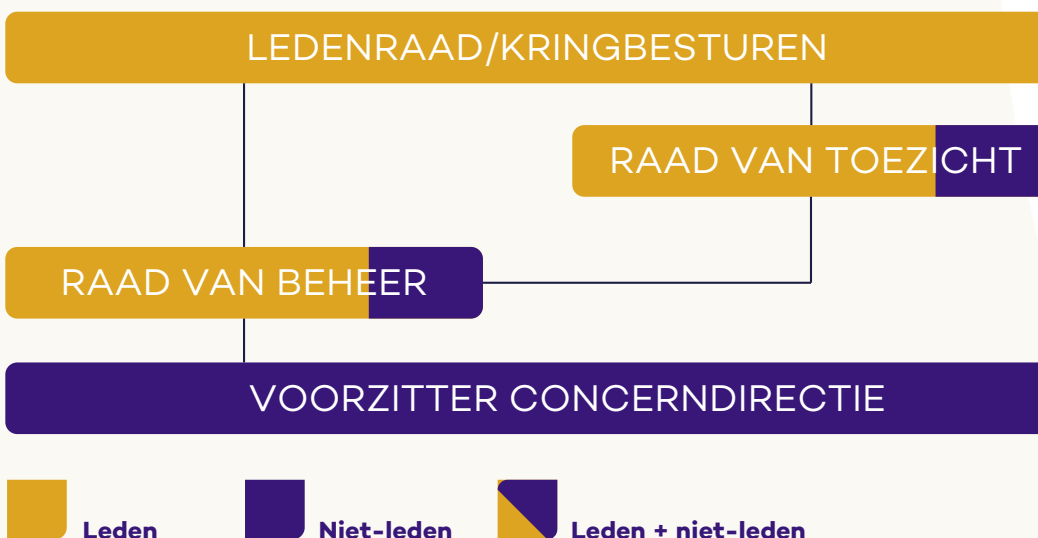 LEDENRAAD/KRINGBESTUREN
RAAD VAN TOEZICHT
RAAD VAN BEHEER
VOORZITTER CONCERNDIRECTIE
Leden
Niet-leden
Leden + niet-leden